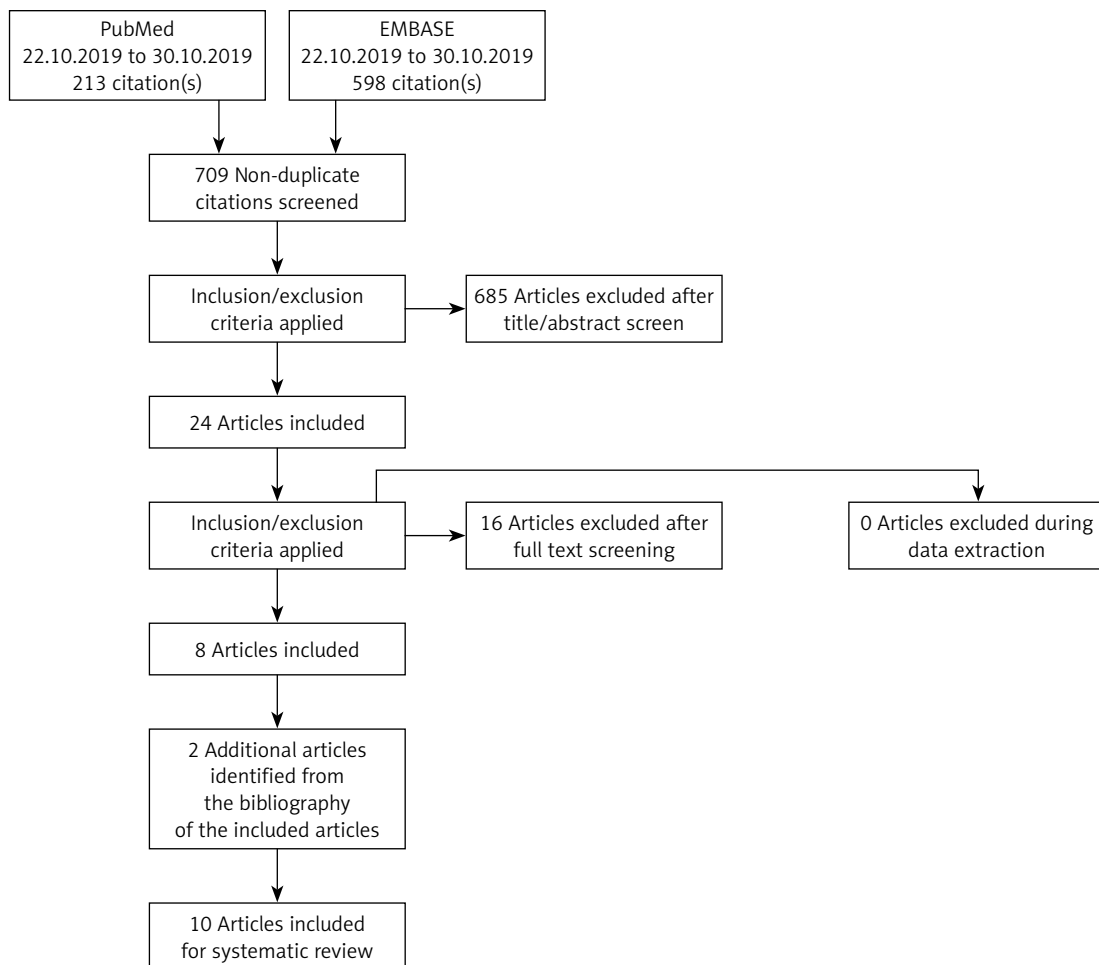 PubMed
22.10.2019 to 30.10.2019
213 citation(s)
EMBASE
22.10.2019 to 30.10.2019
598 citation(s)
709 Non-duplicate
citations screened
Inclusion/exclusion
criteria applied
685 Articles excluded after
title/abstract screen
24 Articles included
Inclusion/exclusion
criteria applied
16 Articles excluded after
full text screening
0 Articles excluded during
data extraction
8 Articles included
2 Additional articles
identified from
the bibliography
of the included articles
10 Articles included
for systematic review